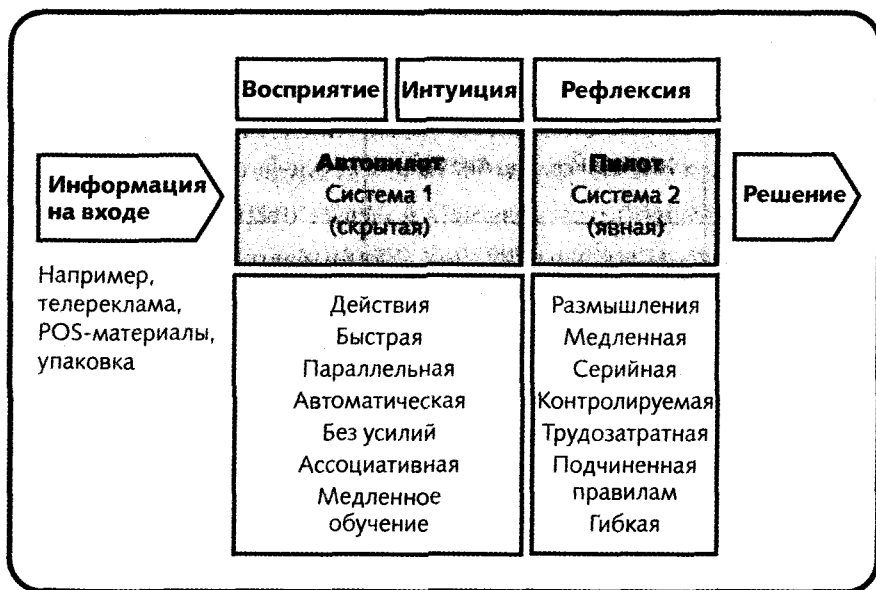 Восприятие
Интуиция
Рефлексия
Информация
на входе
Автопилот
Система 1
(скрытая)
Пилот
Система 2
(явная)
Решение
Например,
телереклама,
POS-материалы,
упаковка
Действия
Быстрая
Параллельная
Автоматическая
Без усилий
Ассоциативная
Медленное
обучение
Размышления
Медленная
Серийная
Контролируемая
Трудозатратная
Подчиненная
правилам
Гибкая